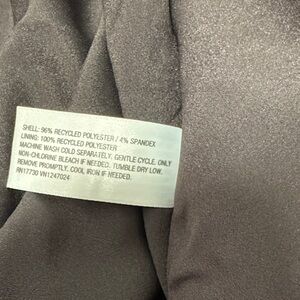 SHELL: 96% RECYCLED POLYESTER / 4% SPANDEX
LINING: 100% RECYCLED POLYESTER
MACHINE WASH COLD SEPARATELY. GENTLE CYCLE. ONLY
NON-CHLORINE BLEACH IF NEEDED. TUMBLE DRY LOW.
REMOVE PROMPTLY. COOL IRON IF NEEDED.
RN17730 VN1247024